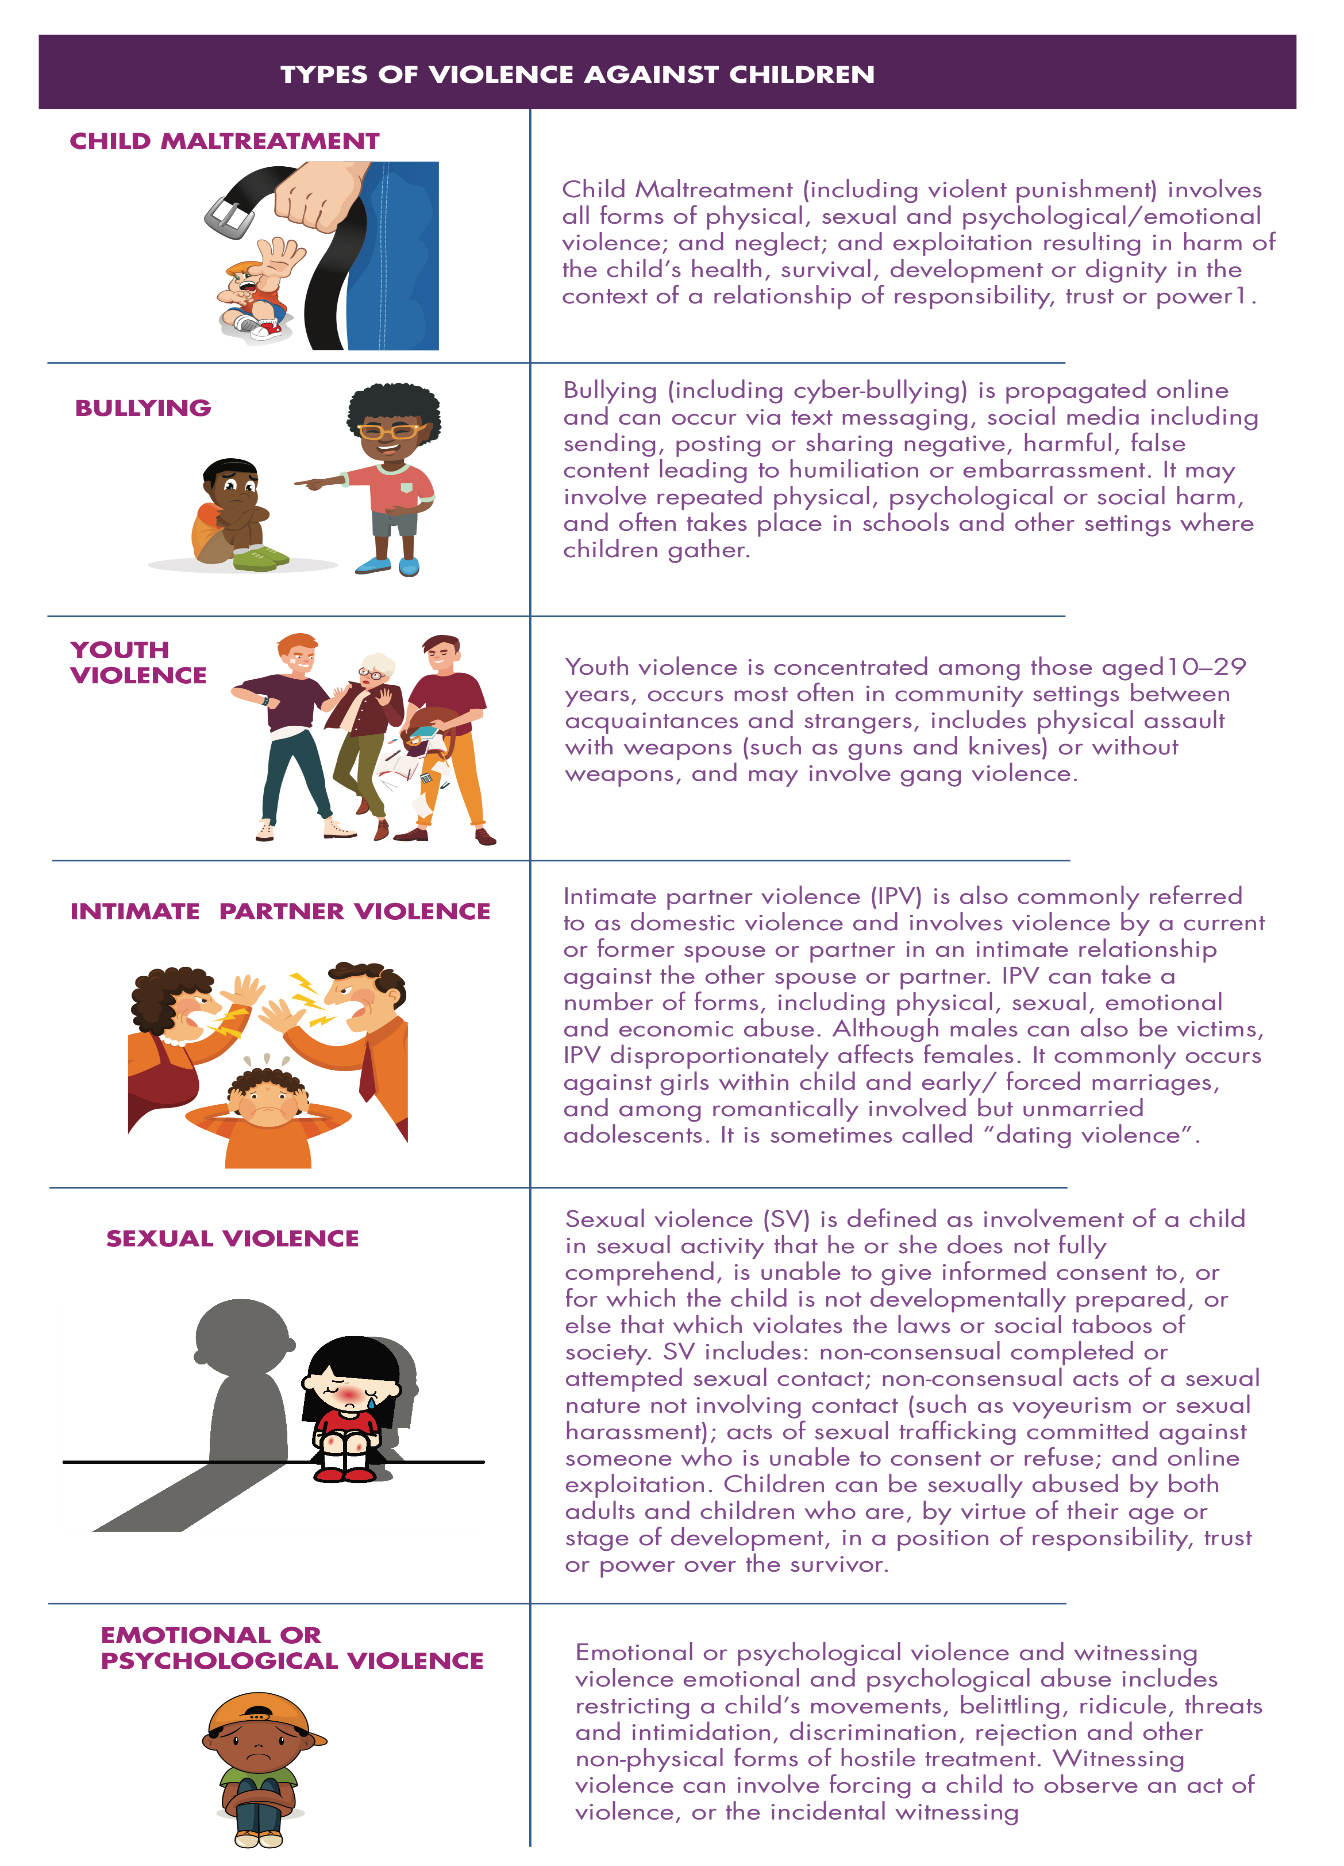 TYPES OF VIOLENCE AGAINST CHILDREN
CHILD MALTREATMENT
Child Maltreatment (including violent punishment) involves
all forms of physical, sexual and psychological/emotional
violence; and neglect; and exploitation resulting in harm of
the child's health, survival, development or dignity in the
context of a relationship of responsibility, trust or power1.
BULLYING
Bullying (including cyber-bullying) is propagated online
and can occur via text messaging, social media including
sending, posting or sharing negative, harmful, false
content leading to humiliation or embarrassment. It may
involve repeated physical, psychological or social harm,
and often takes place in schools and other settings where
children gather.
YOUTH
VIOLENCE
Youth violence is concentrated among those aged10–29
years, occurs most often in community settings between
acquaintances and strangers, includes physical assault
with weapons (such as guns and knives) or without
weapons, and may involve gang violence.
INTIMATE PARTNER VIOLENCE
Intimate partner violence (IPV) is also commonly referred
to as domestic violence and involves violence by a current
or former spouse or partner in an intimate relationship
against the other spouse or partner. IPV can take a
number of forms, including physical, sexual, emotional
and economic abuse. Although males can also be victims,
IPV disproportionately affects females. It commonly occurs
against girls within child and early/ forced marriages,
and among romantically involved but unmarried
adolescents. It is sometimes called “dating violence”.
SEXUAL VIOLENCE
Sexual violence (SV) is defined as involvement of a child
in sexual activity that he or she does not fully
comprehend, is unable to give informed consent to, or
for which the child is not developmentally prepared, or
else that which violates the laws or social taboos of
society. SV includes: non-consensual completed or
attempted sexual contact; non-consensual acts of a sexual
nature not involving contact (such as voyeurism or sexual
harassment); acts of sexual trafficking committed against
someone who is unable to consent or refuse; and online
exploitation. Children can be sexually abused by both
adults and children who are, by virtue of their age or
stage of development, in a position of responsibility, trust
or power over the survivor.
EMOTIONAL OR
PSYCHOLOGICAL VIOLENCE
Emotional or psychological violence and witnessing
violence emotional and psychological abuse includes
restricting a child's movements, belittling, ridicule, threats
and intimidation, discrimination, rejection and other
non-physical forms of hostile treatment. Witnessing
violence can involve forcing a child to observe an act of
violence, or the incidental witnessing